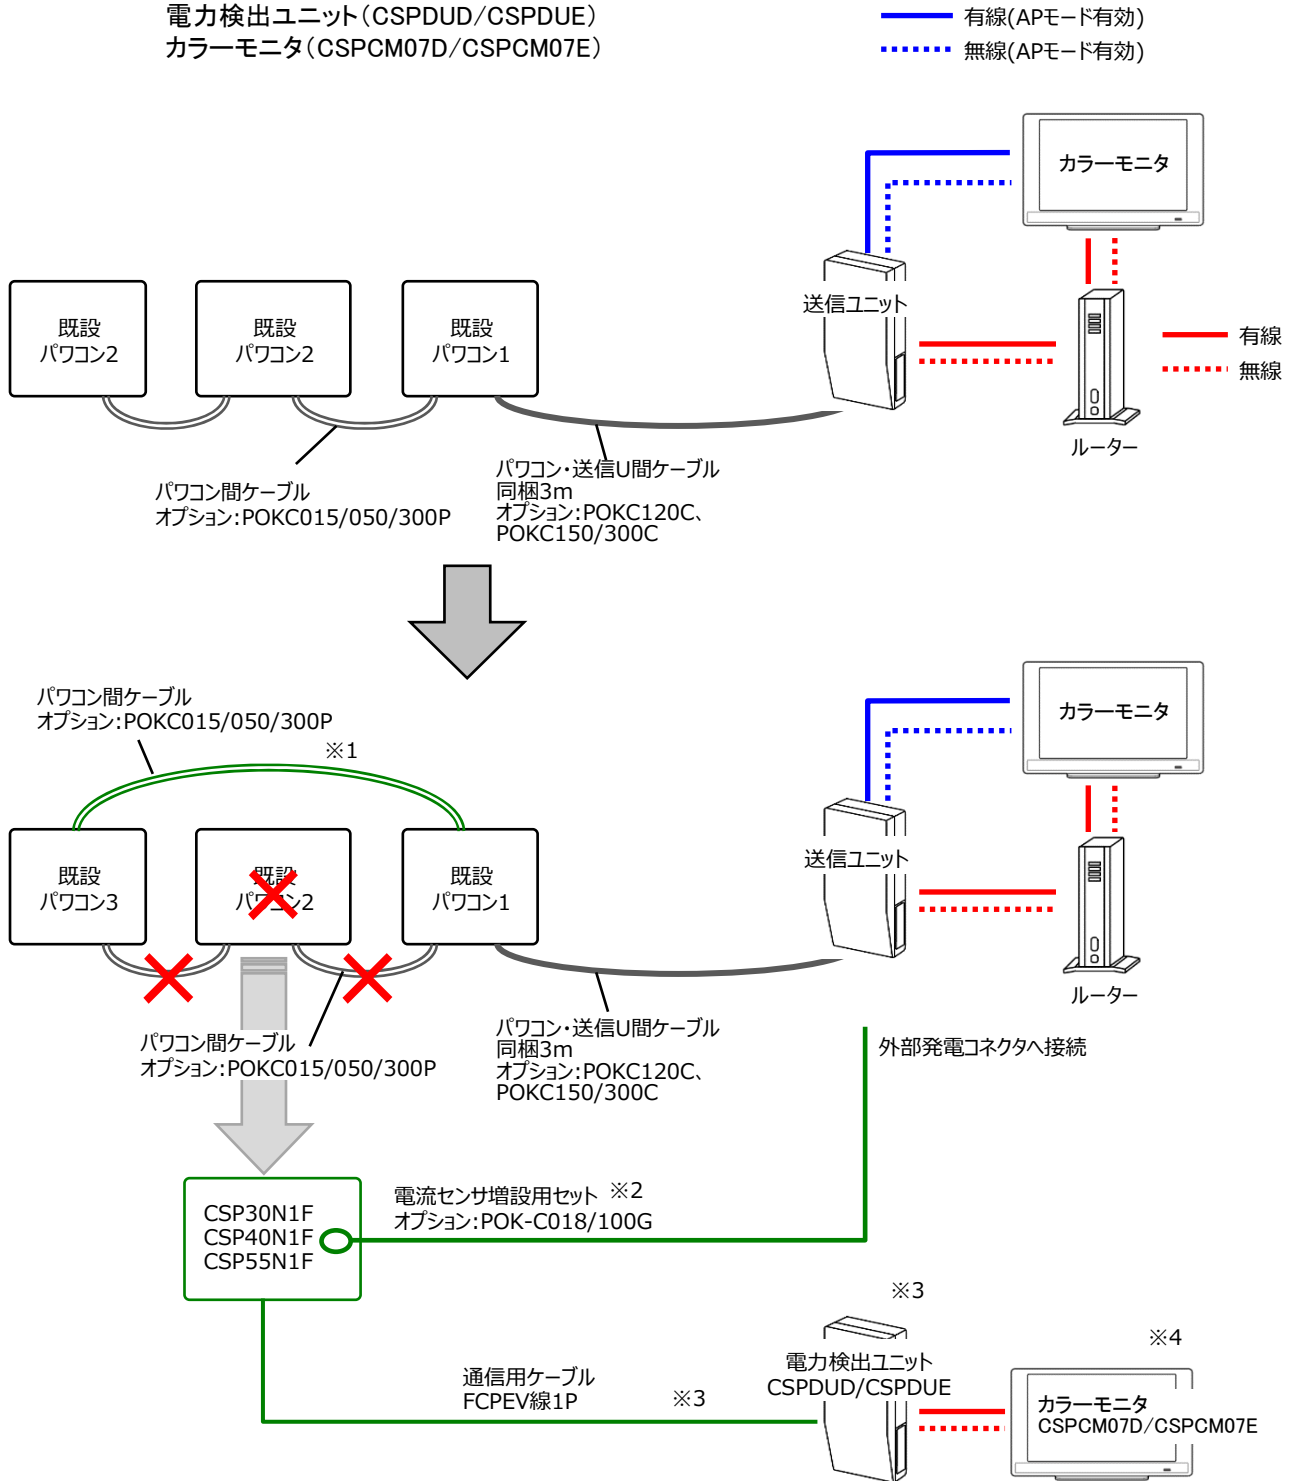 電力検出ユニット（CSPDUD/CSPDUE）
カラーモニタ（CSPCM07D/CSPCM07E）
有線(APモード有効)
無線(APモード有効)
カラーモニタ
送信ユニット
既設
パワコン2
既設
パワコン2
既設
パワコン1
有線
無線
ルーター
パワコン間ケーブル
オプション:POKC015/050/300P
パワコン・送信U間ケーブル
同梱3m
オプション:POKC120C、
POKC150/300C
パワコン間ケーブル
オプション:POKC015/050/300P
※1
カラーモニタ
送信ユニット
既設
パワコン3
既設
パワコン2
既設
パワコン1
ルーター
パワコン間ケーブル
オプション:POKC015/050/300P
パワコン・送信U間ケーブル
同梱3m
オプション:POKC120C、
POKC150/300C
外部発電コネクタへ接続
CSP30N1F
CSP40N1F
CSP55N1F
電流センサ増設用セット ※2
オプション:POK-C018/100G
※3
電力検出ユニット
CSPDUD/CSPDUE
※4
カラーモニタ
CSPCM07D/CSPCM07E
通信用ケーブル
FCPEV線1P
※3